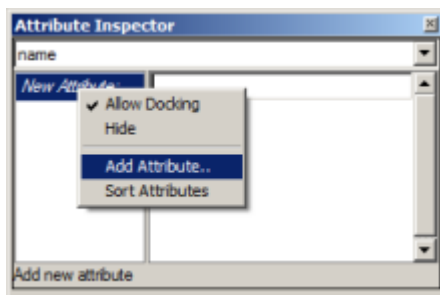 Attribute Inspector
name
New Attribute:
Allow Docking
Hide
Add Attribute..
Sort Attributes
Add new attribute